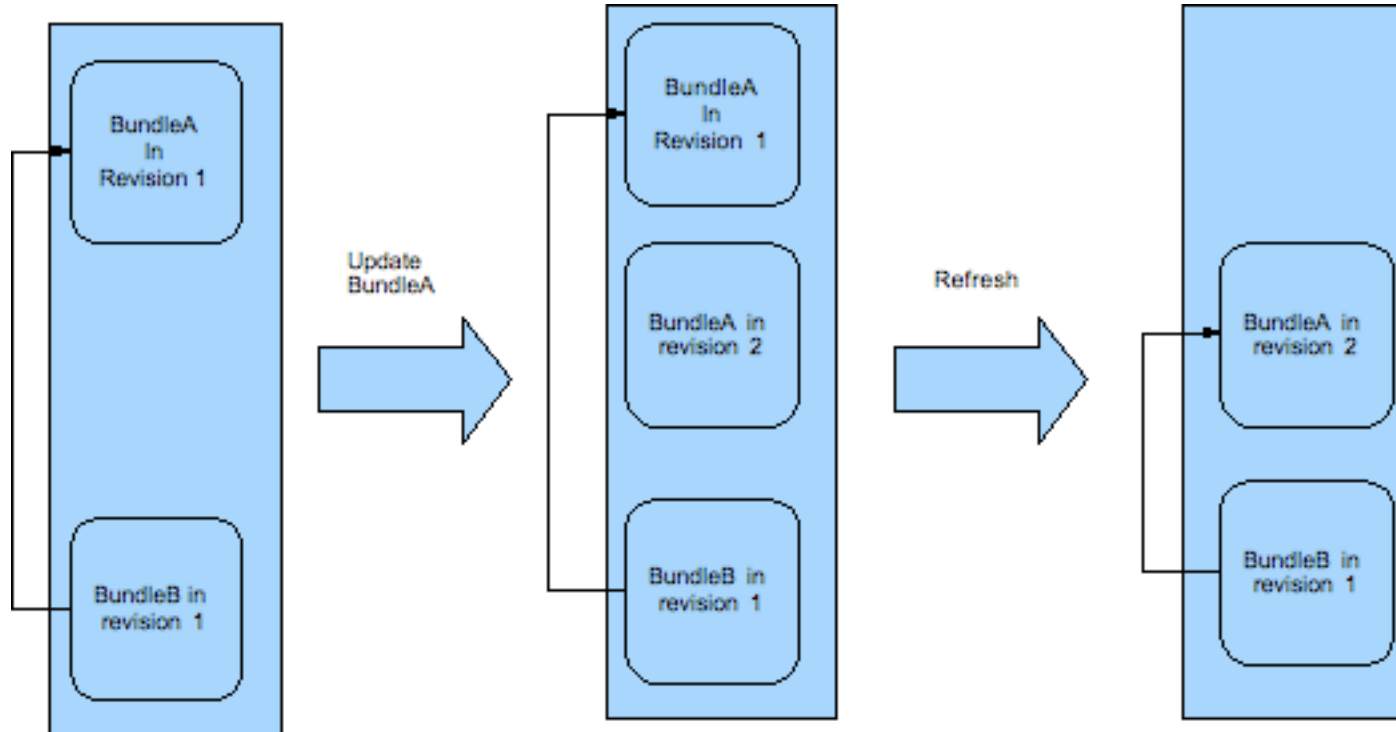 BundleA
In
Revision 1
BundleB in
revision 1
Update
BundleA
BundleA
In
Revision 1
BundleA in
revision 2
BundleB in
revision 1
Refresh
BundleA in
revision 2
BundleB in
revision 1